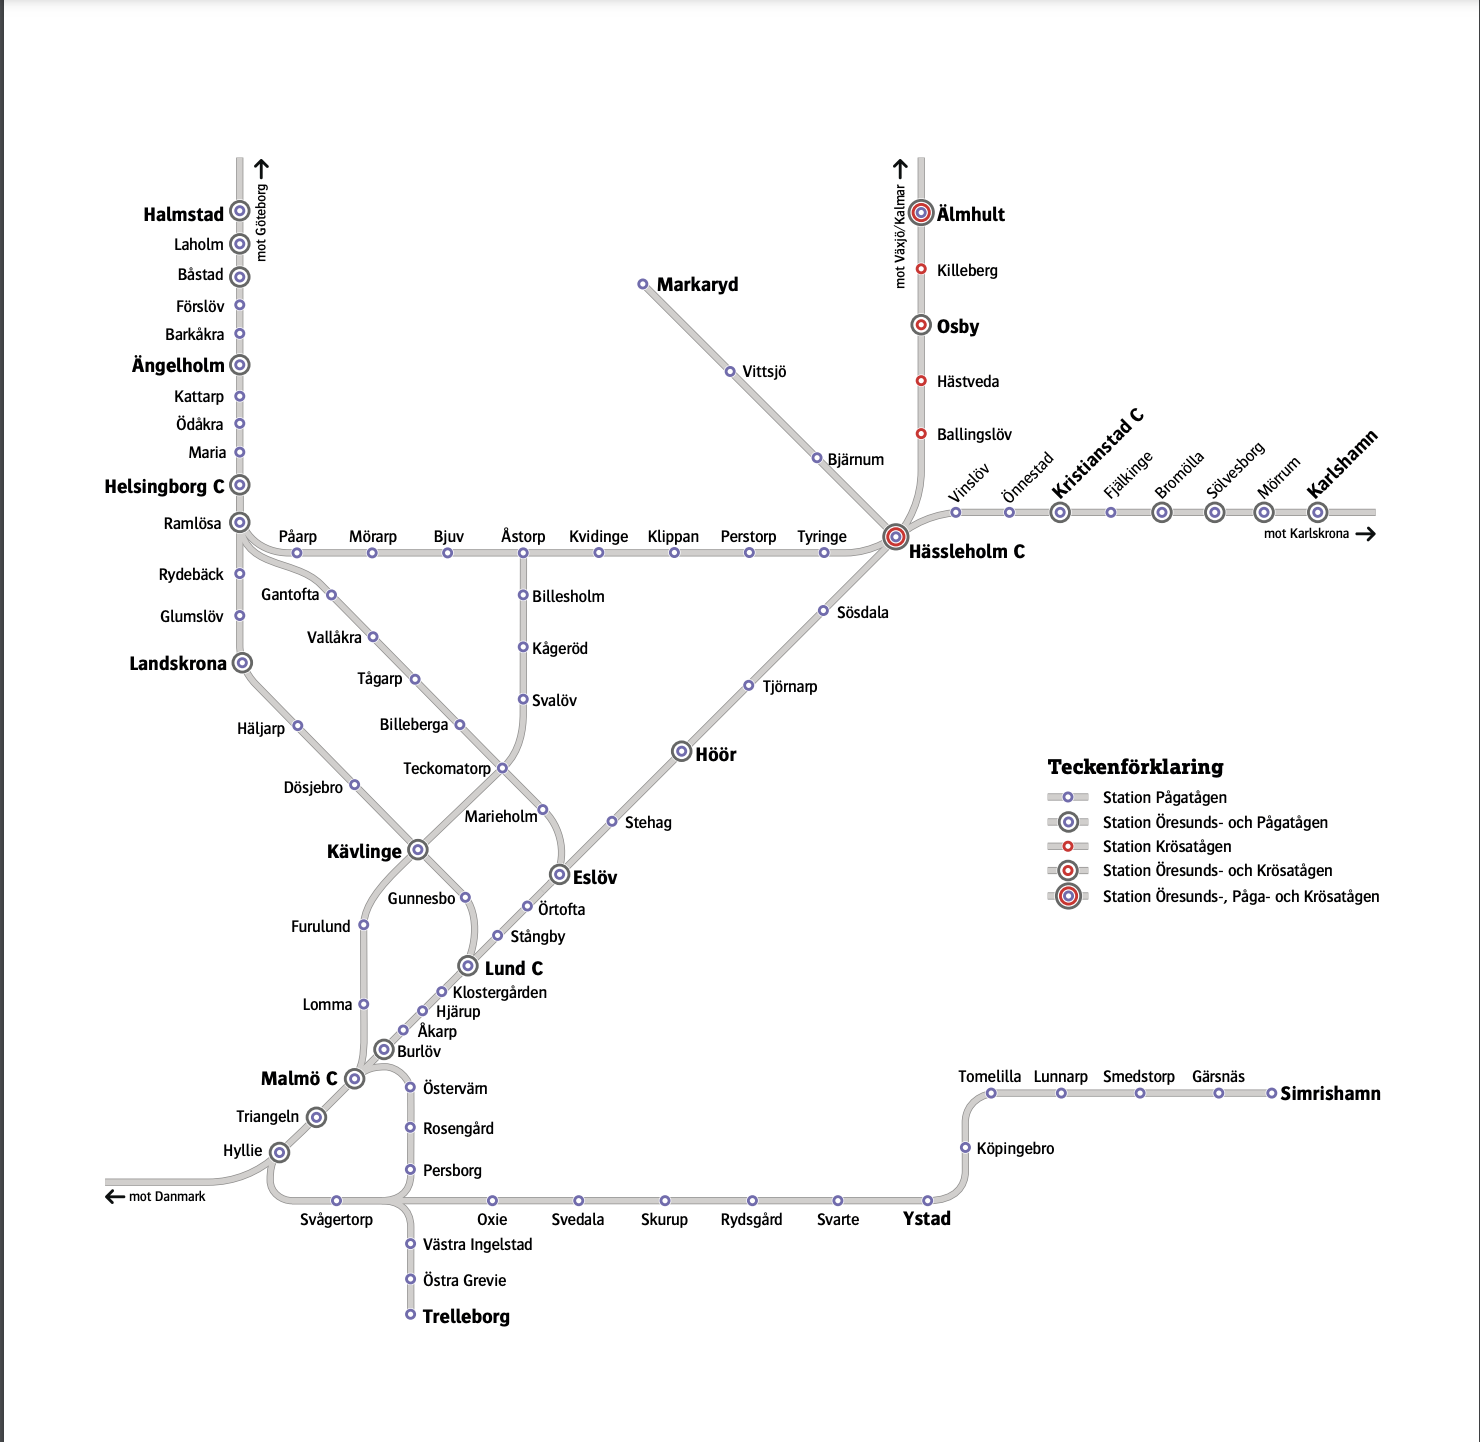 Halmstad
Laholm
Båstad
Förslöv
Barkåkra
Ängelholm
Kattarp
Ödåkra
Maria
Helsingborg C
Ramlösa
Rydebäck
Glumslöv
Landskrona
Häljarp
Dösjebro
Kävlinge
mot Göteborg
Påarp
Mörarp
Bjuv
Åstorp
Kvidinge
Klippan
Perstorp
Tyringe
Gantofta
Vallåkra
Tågarp
Billeberga
Teckomatorp
Marieholm
Billesholm
Kågeröd
Svalöv
Markaryd
Vittsjö
Bjärnum
mot Växjö/Kalmar
Älmhult
Killeberg
Osby
Hästveda
Ballingslöv
Hässleholm C
Vinslöv
Önnestad
Kristianstad C
Fjälkinge
Bromölla
Sölvesborg
Mörrum
Karlshamn
mot Karlskrona
Sösdala
Tjörnarp
Höör
Stehag
Eslöv
Örtofta
Stångby
Gunnesbo
Lund C
Klostergården
Hjärup
Åkarp
Burlöv
Furulund
Lomma
Malmö C
Triangeln
Hyllie
mot Danmark
Östervärn
Rosengård
Persborg
Svågertorp
Oxie
Svedala
Skurup
Rydsgård
Svarte
Ystad
Västra Ingelstad
Östra Grevie
Trelleborg
Köpingebro
Tomelilla
Lunnarp
Smedstorp
Gärsnäs
Simrishamn
Teckenförklaring
Station Pågatågen
Station Öresunds- och Pågatågen
Station Krösatågen
Station Öresunds- och Krösatågen
Station Öresunds-, Påga- och Krösatågen